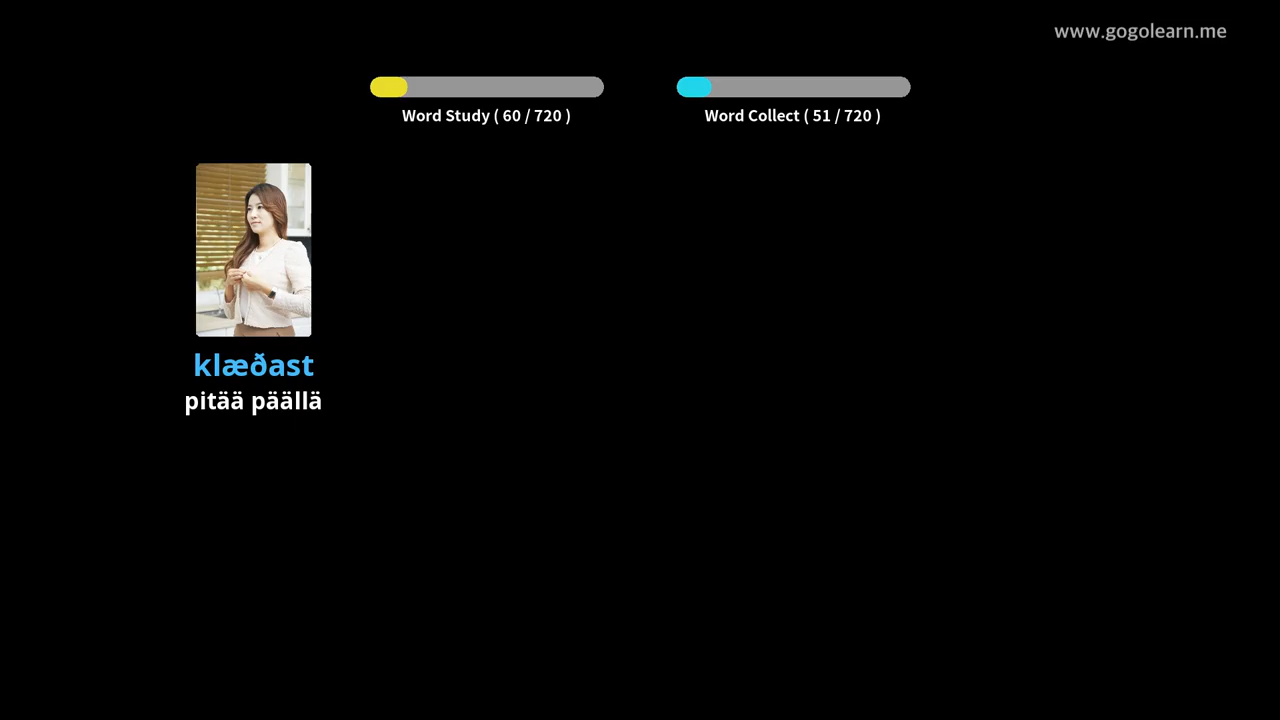 www.gogolearn.me
Word Study ( 60 / 720 )
Word Collect ( 51 / 720 )
klæðast
pitää päällä